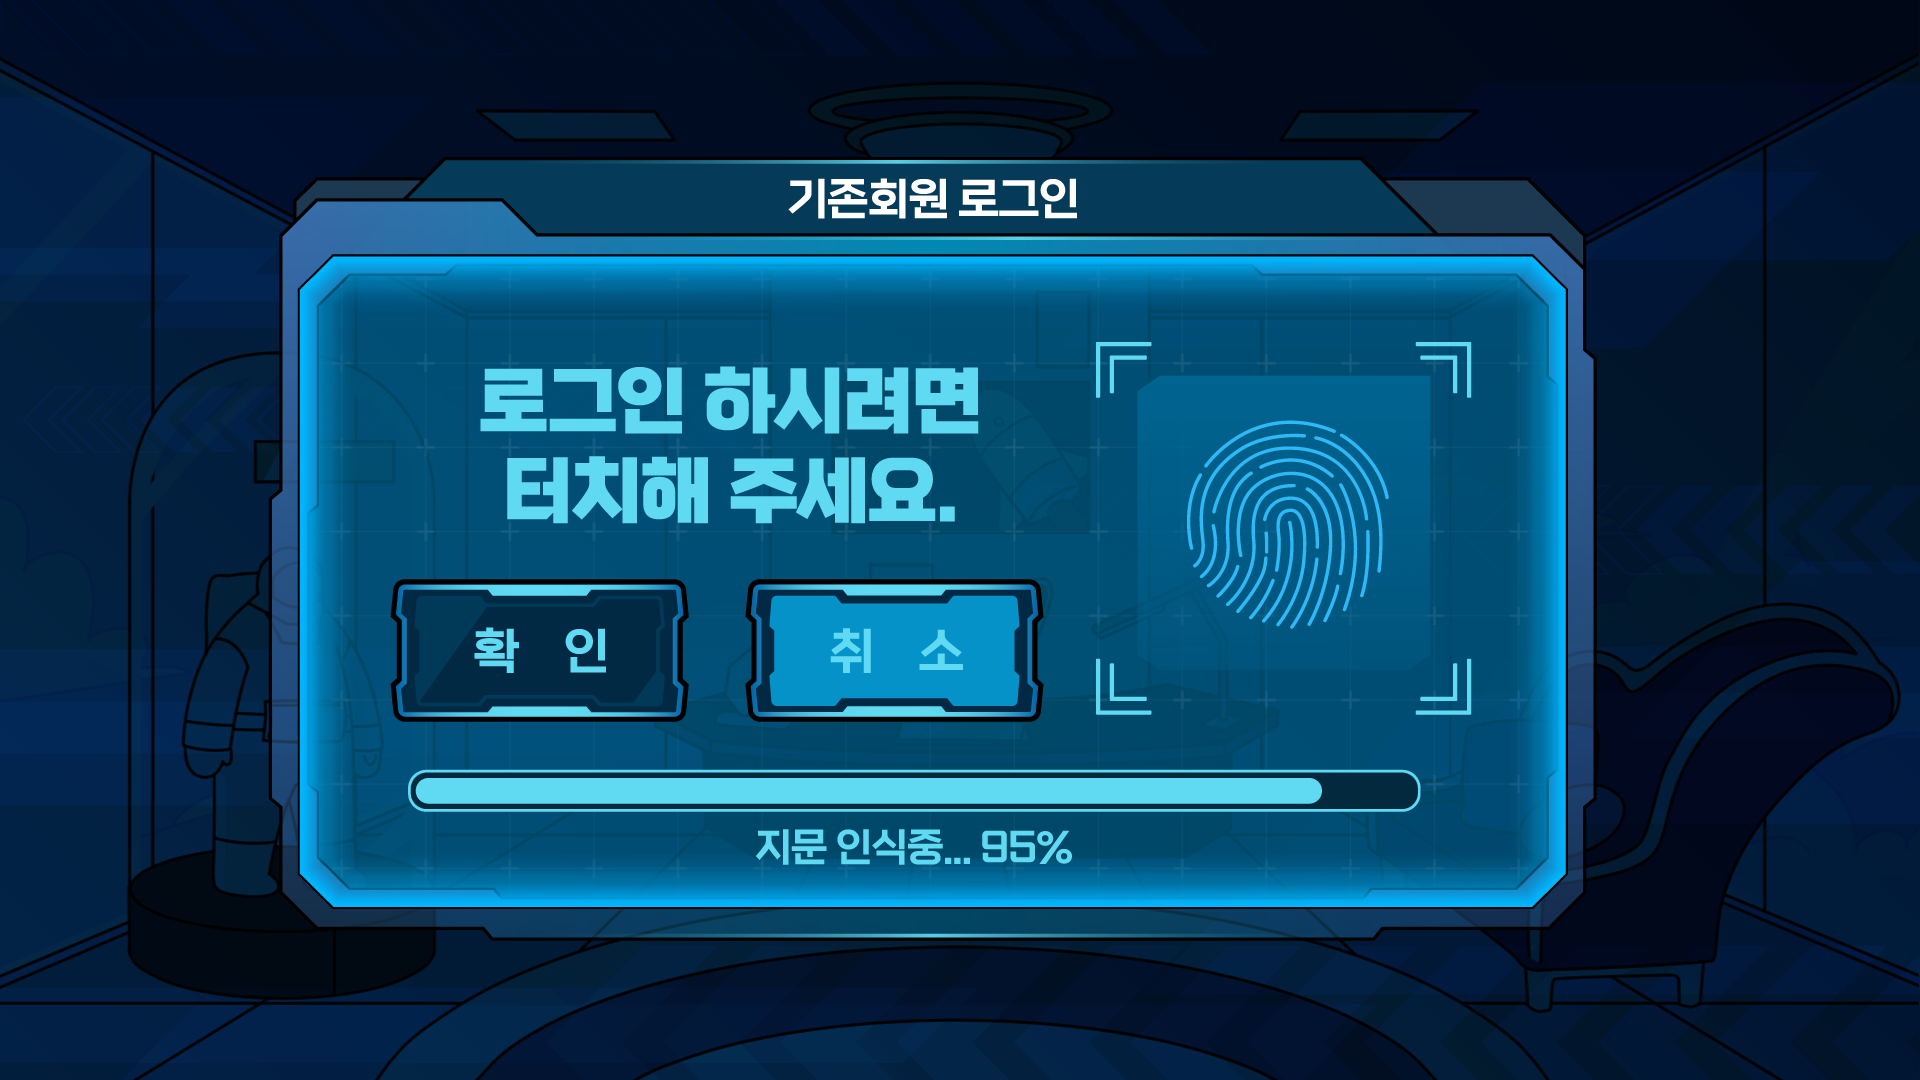 기존회원 로그인
로그인 하시려면
터치해 주세요.
확 인
취 소
지문 인식중... 95%